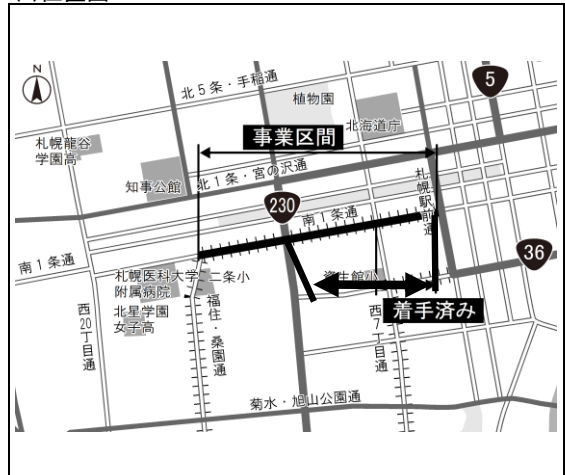 N
北5条・手稲通
植物園
北海道庁
5
事業区間
札幌龍谷
学園高
知事公館
北1条・宮の沢通
札幌駅前通
230
南1条通
36
南1条通
札幌医科大学
附属病院
二条小
資生館小
着手済み
北星学園
女子高
福住・桑園通
西7丁目通
西20丁目通
菊水・旭山公園通